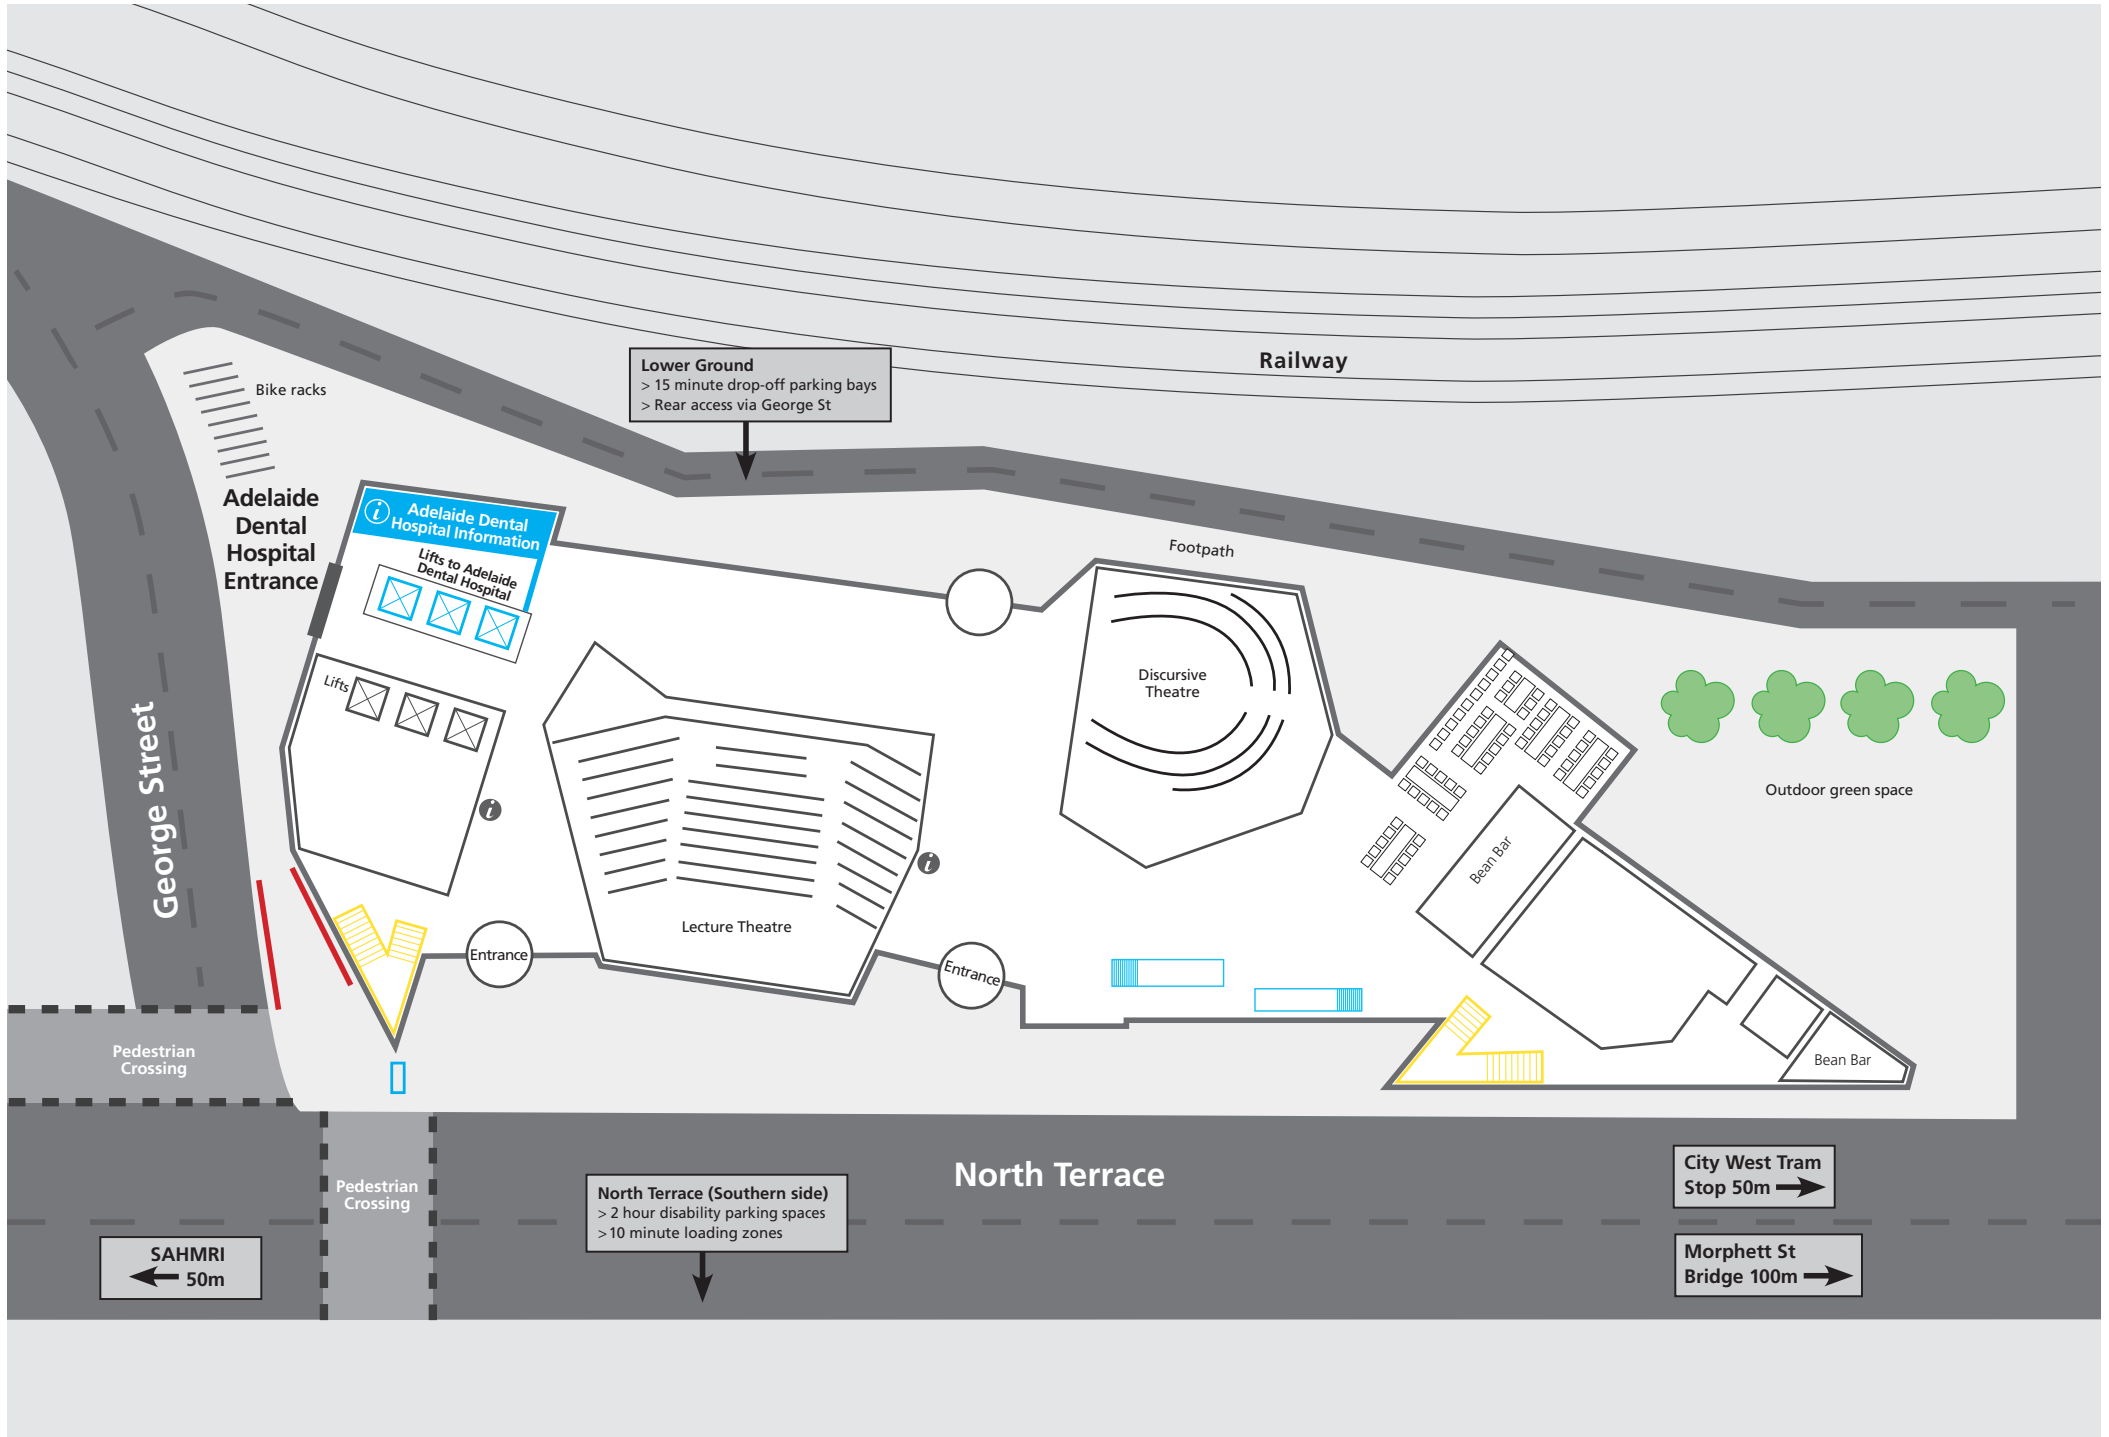 Railway
Lower Ground
> 15 minute drop-off parking bays
> Rear access via George St
Bike racks
Adelaide
Dental
Hospital
Entrance
i
Adelaide Dental
Hospital Information
Lifts to Adelaide
Dental Hospital
Footpath
Lifts
Discursive
Theatre
George Street
i
i
Outdoor green space
Bean Bar
Lecture Theatre
Entrance
Entrance
Pedestrian
Crossing
Bean Bar
North Terrace
Pedestrian
Crossing
North Terrace (Southern side)
> 2 hour disability parking spaces
> 10 minute loading zones
City West Tram
Stop 50m
SAHMRI
50m
Morphett St
Bridge 100m